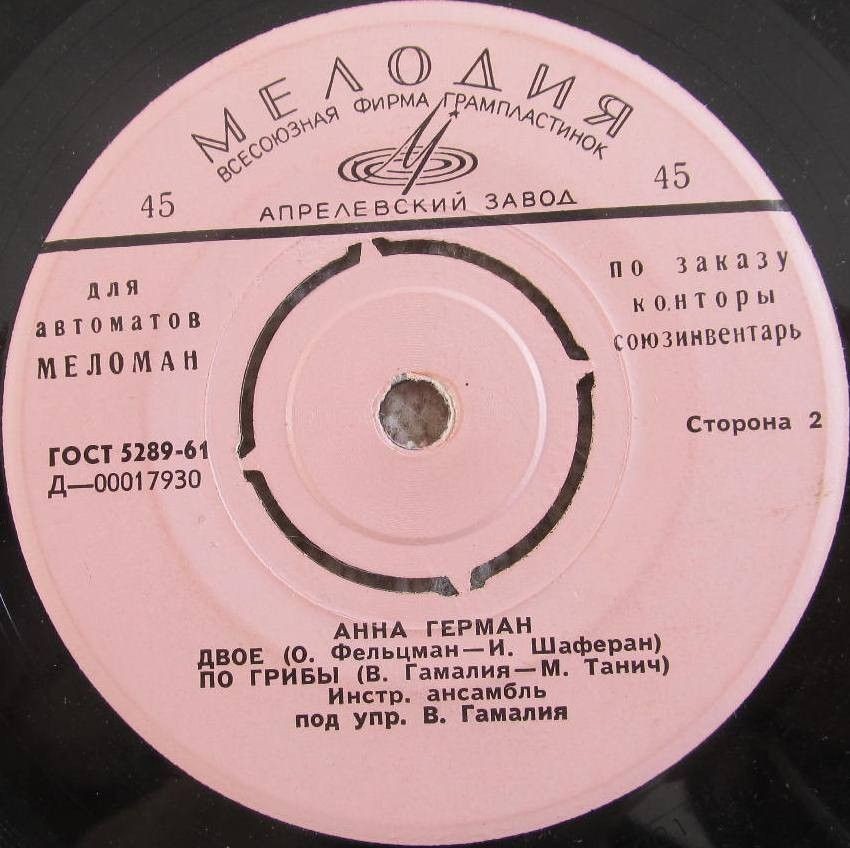 МЕЛОДИЯ
ВСЕСОЮЗНАЯ ФИРМА ГРАМПЛАСТИНОК
45
45
АПРЕЛЕВСКИЙ ЗАВОД
для
автоматов
МЕЛОМАН
по заказу
конторы
союзинвентарь
Сторона 2
ГОСТ 5289-61
Д—00017930
АННА ГЕРМАН
ДВОЕ (О. Фельцман—И. Шаферан)
ПО ГРИБЫ (В. Гамалия—М. Танич)
Инстр. ансамбль
под упр. В. Гамалия